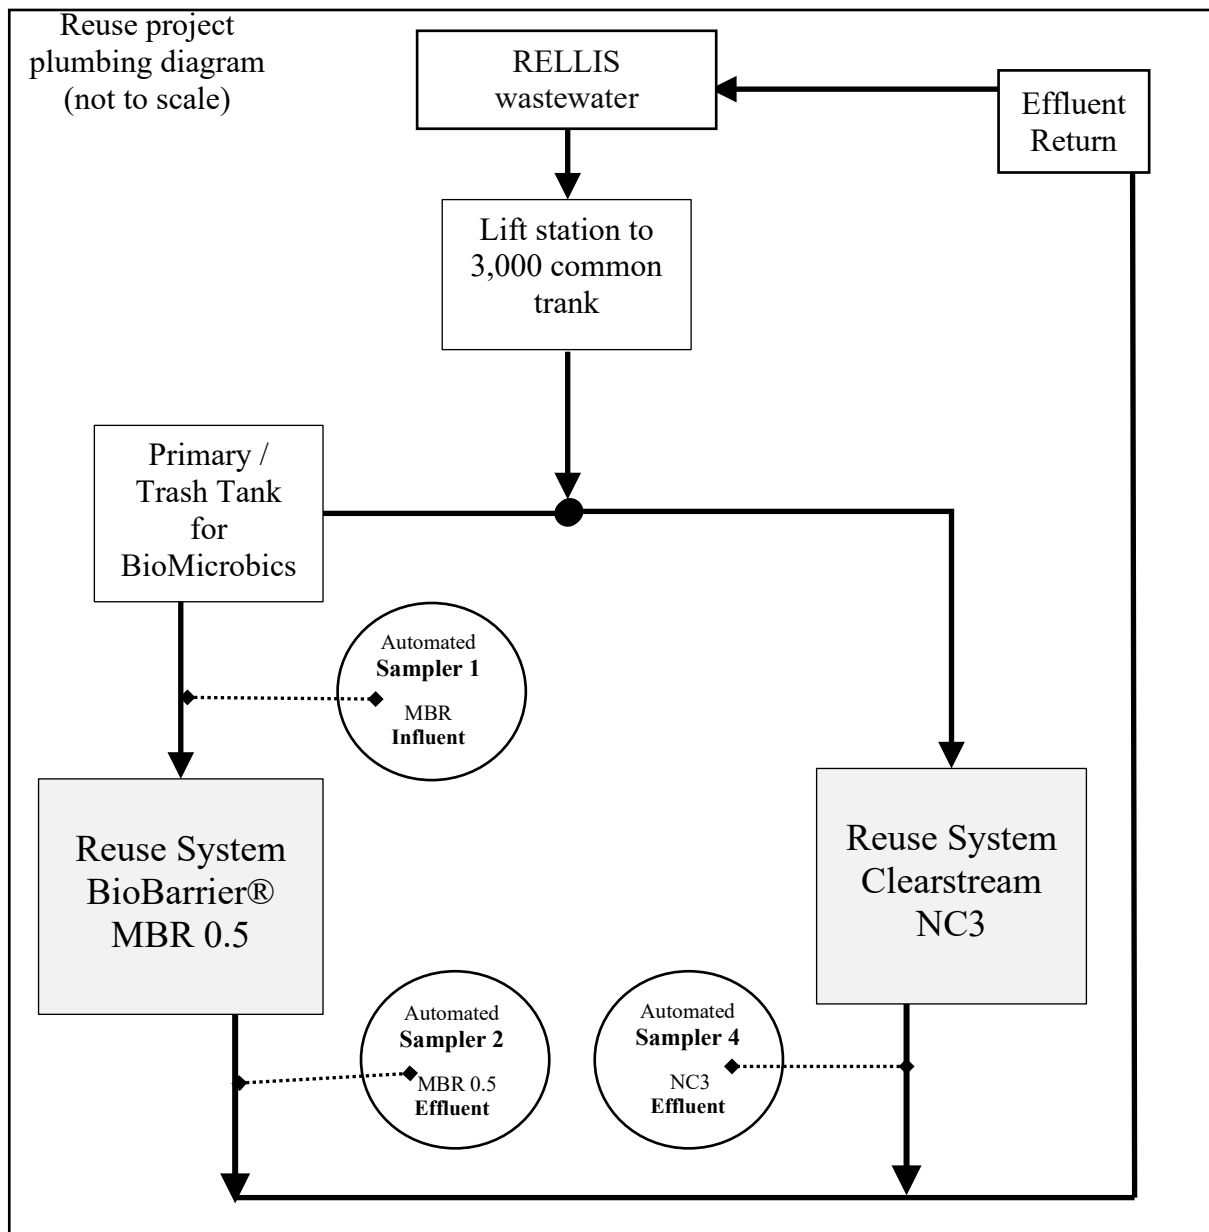 Reuse project
plumbing diagram
(not to scale)
RELLIS
wastewater
Effluent
Return
Lift station to
3,000 common
trank
Primary /
Trash Tank
for
BioMicrobics
Automated
Sampler 1
MBR
Influent
Reuse System
BioBarrier®
MBR 0.5
Reuse System
Clearstream
NC3
Automated
Sampler 2
MBR 0.5
Effluent
Automated
Sampler 4
NC3
Effluent